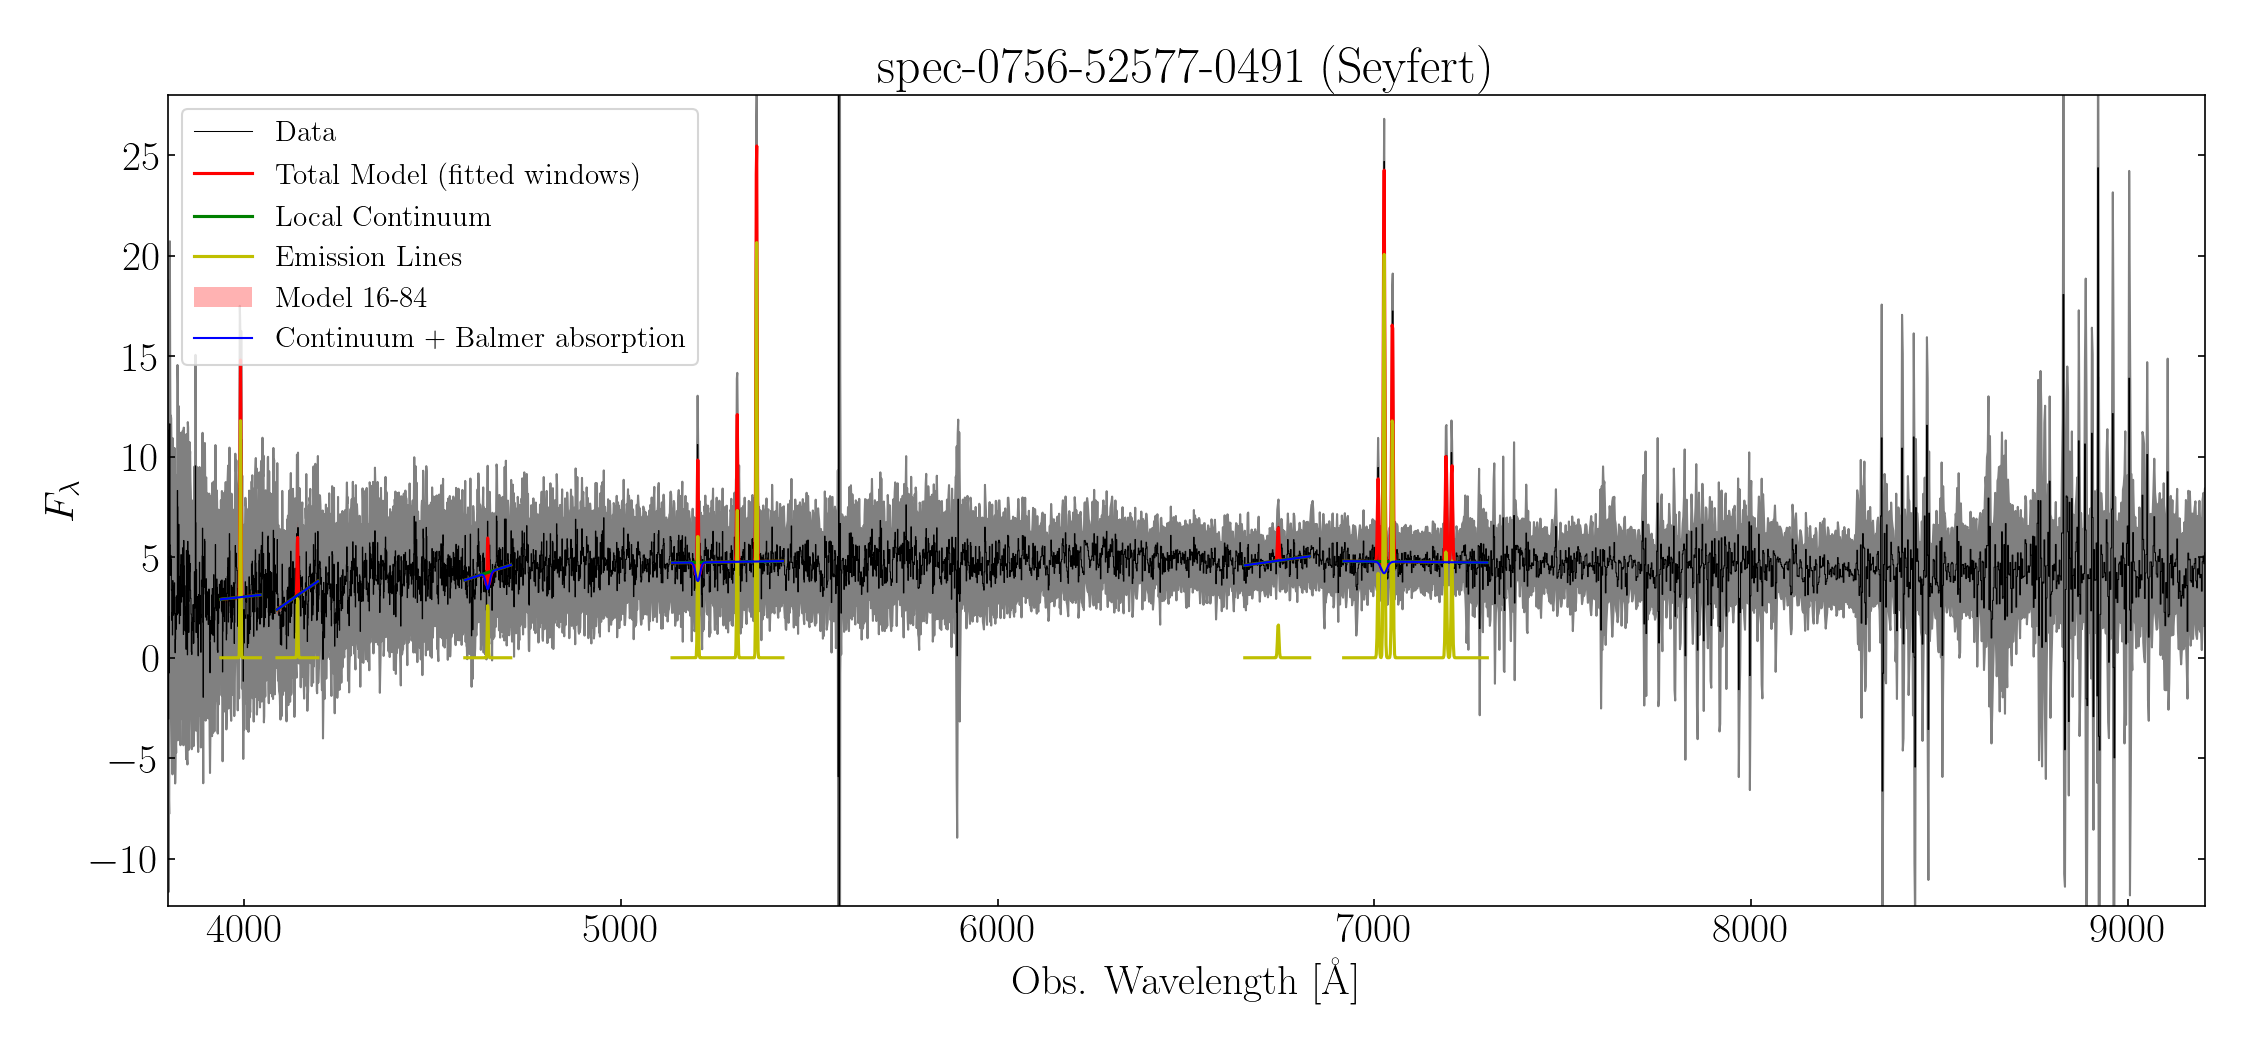 spec-0756-52577-0491 (Seyfert)
Data
Total Model (fitted windows)
Local Continuum
Emission Lines
Model 16-84
Continuum + Balmer absorption
25
20
15
10
5
0
−5
−10
F_λ
4000 5000 6000 7000 8000 9000
Obs. Wavelength [Å]